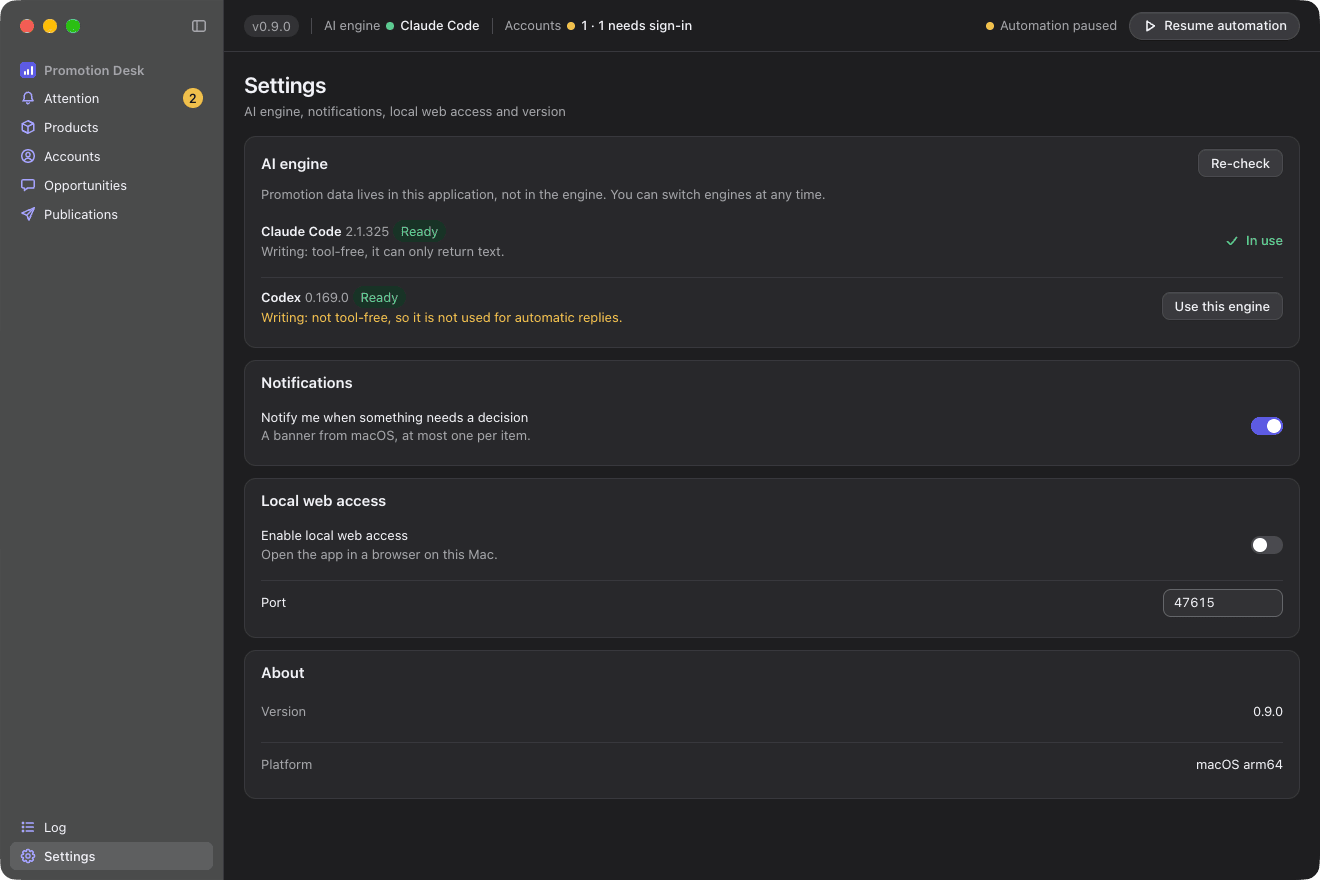 Promotion Desk
Attention
2
Products
Accounts
Opportunities
Publications
Log
Settings
v0.9.0
AI engine Claude Code
Accounts 1 · 1 needs sign-in
Automation paused
Resume automation
Settings
AI engine, notifications, local web access and version
AI engine
Re-check
Promotion data lives in this application, not in the engine. You can switch engines at any time.
Claude Code 2.1.325 Ready
Writing: tool-free, it can only return text.
In use
Codex 0.169.0 Ready
Writing: not tool-free, so it is not used for automatic replies.
Use this engine
Notifications
Notify me when something needs a decision
A banner from macOS, at most one per item.
Local web access
Enable local web access
Open the app in a browser on this Mac.
Port
47615
About
Version
0.9.0
Platform
macOS arm64